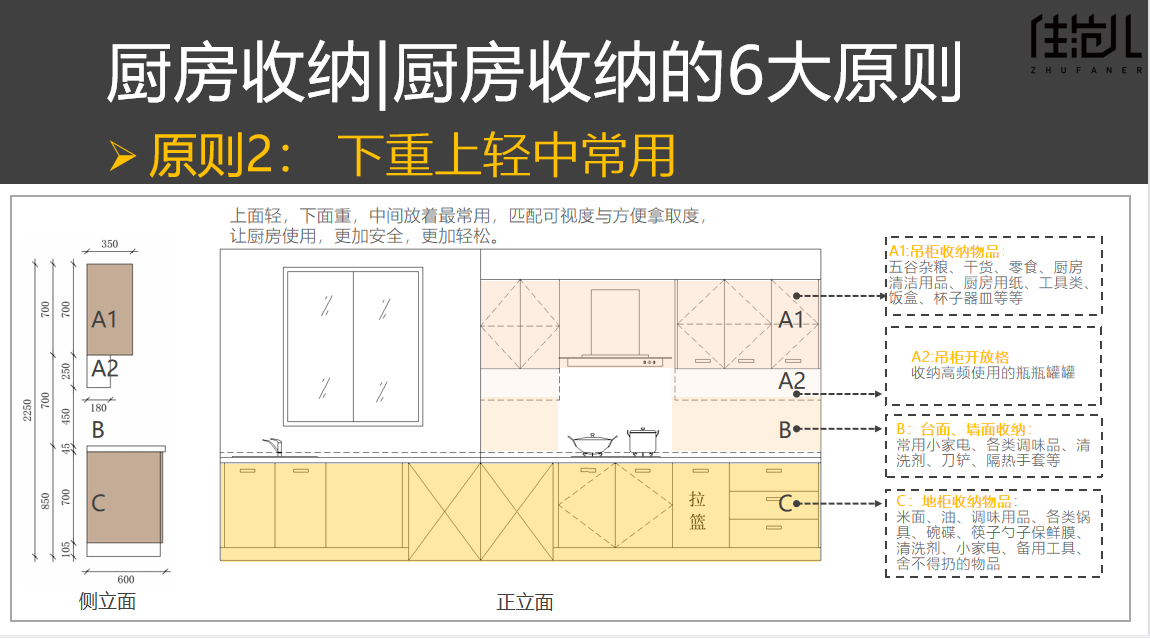 住范儿
ZHUFANER
厨房收纳|厨房收纳的6大原则
原则2： 下重上轻中常用
上面轻，下面重，中间放着最常用，匹配可视度与方便拿取度，
让厨房使用，更加安全，更加轻松。
350
700
700
A1
A2
250
180
2250
700
450
B
45
850
700
C
105
600
侧立面
A1
A2
B
C
拉
篮
正立面
A1:吊柜收纳物品：
五谷杂粮、干货、零食、厨房
清洁用品、厨房用纸、工具类、
饭盒、杯子器皿等等
A2:吊柜开放格
收纳高频使用的瓶瓶罐罐
B：台面、墙面收纳：
常用小家电、各类调味品、清
洗剂、刀铲、隔热手套等
C：地柜收纳物品：
米面、油、调味用品、各类锅
具、碗碟、筷子勺子保鲜膜、
清洗剂、小家电、备用工具、
舍不得扔的物品